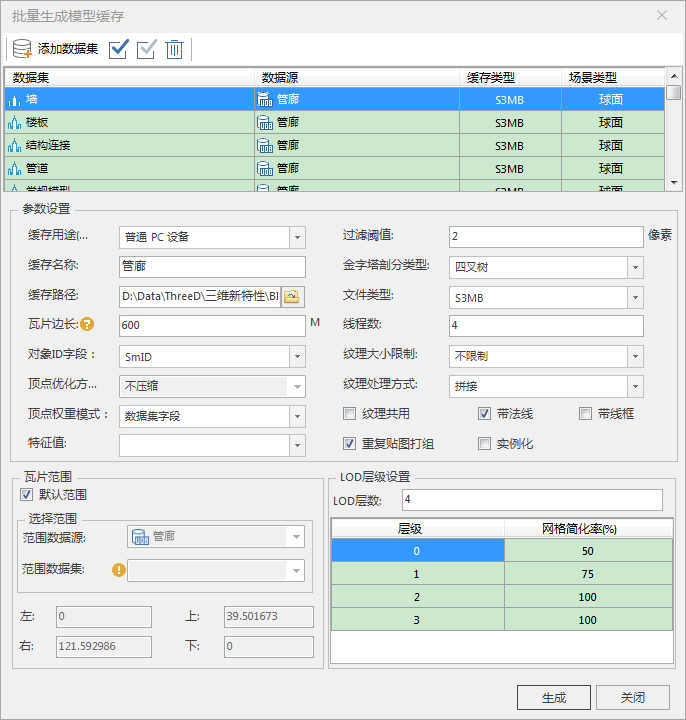 批量生成模型缓存
添加数据集
数据集 数据源 缓存类型 场景类型
墙 管廊 S3MB 球面
楼板 管廊 S3MB 球面
结构连接 管廊 S3MB 球面
管道 管廊 S3MB 球面
常规模型 管廊 S3MB 球面
参数设置
缓存用途(... 普通 PC 设备 过滤阈值: 2 像素
缓存名称: 管廊 金字塔剖分类型: 四叉树
缓存路径: D:\Data\ThreeD\三维新特性\BI 文件类型: S3MB
瓦片边长: ? 600 M 线程数: 4
对象ID字段： SmID 纹理大小限制: 不限制
顶点优化方... 不压缩 纹理处理方式: 拼接
顶点权重模式： 数据集字段 纹理共用 带法线 带线框
特征值: 重复贴图打组 实例化
瓦片范围
默认范围
选择范围
范围数据源: 管廊
范围数据集:
左: 0 上: 39.501673
右: 121.592986 下: 0
LOD层级设置
LOD层数: 4
层级 网格简化率(%)
0 50
1 75
2 100
3 100
生成 关闭